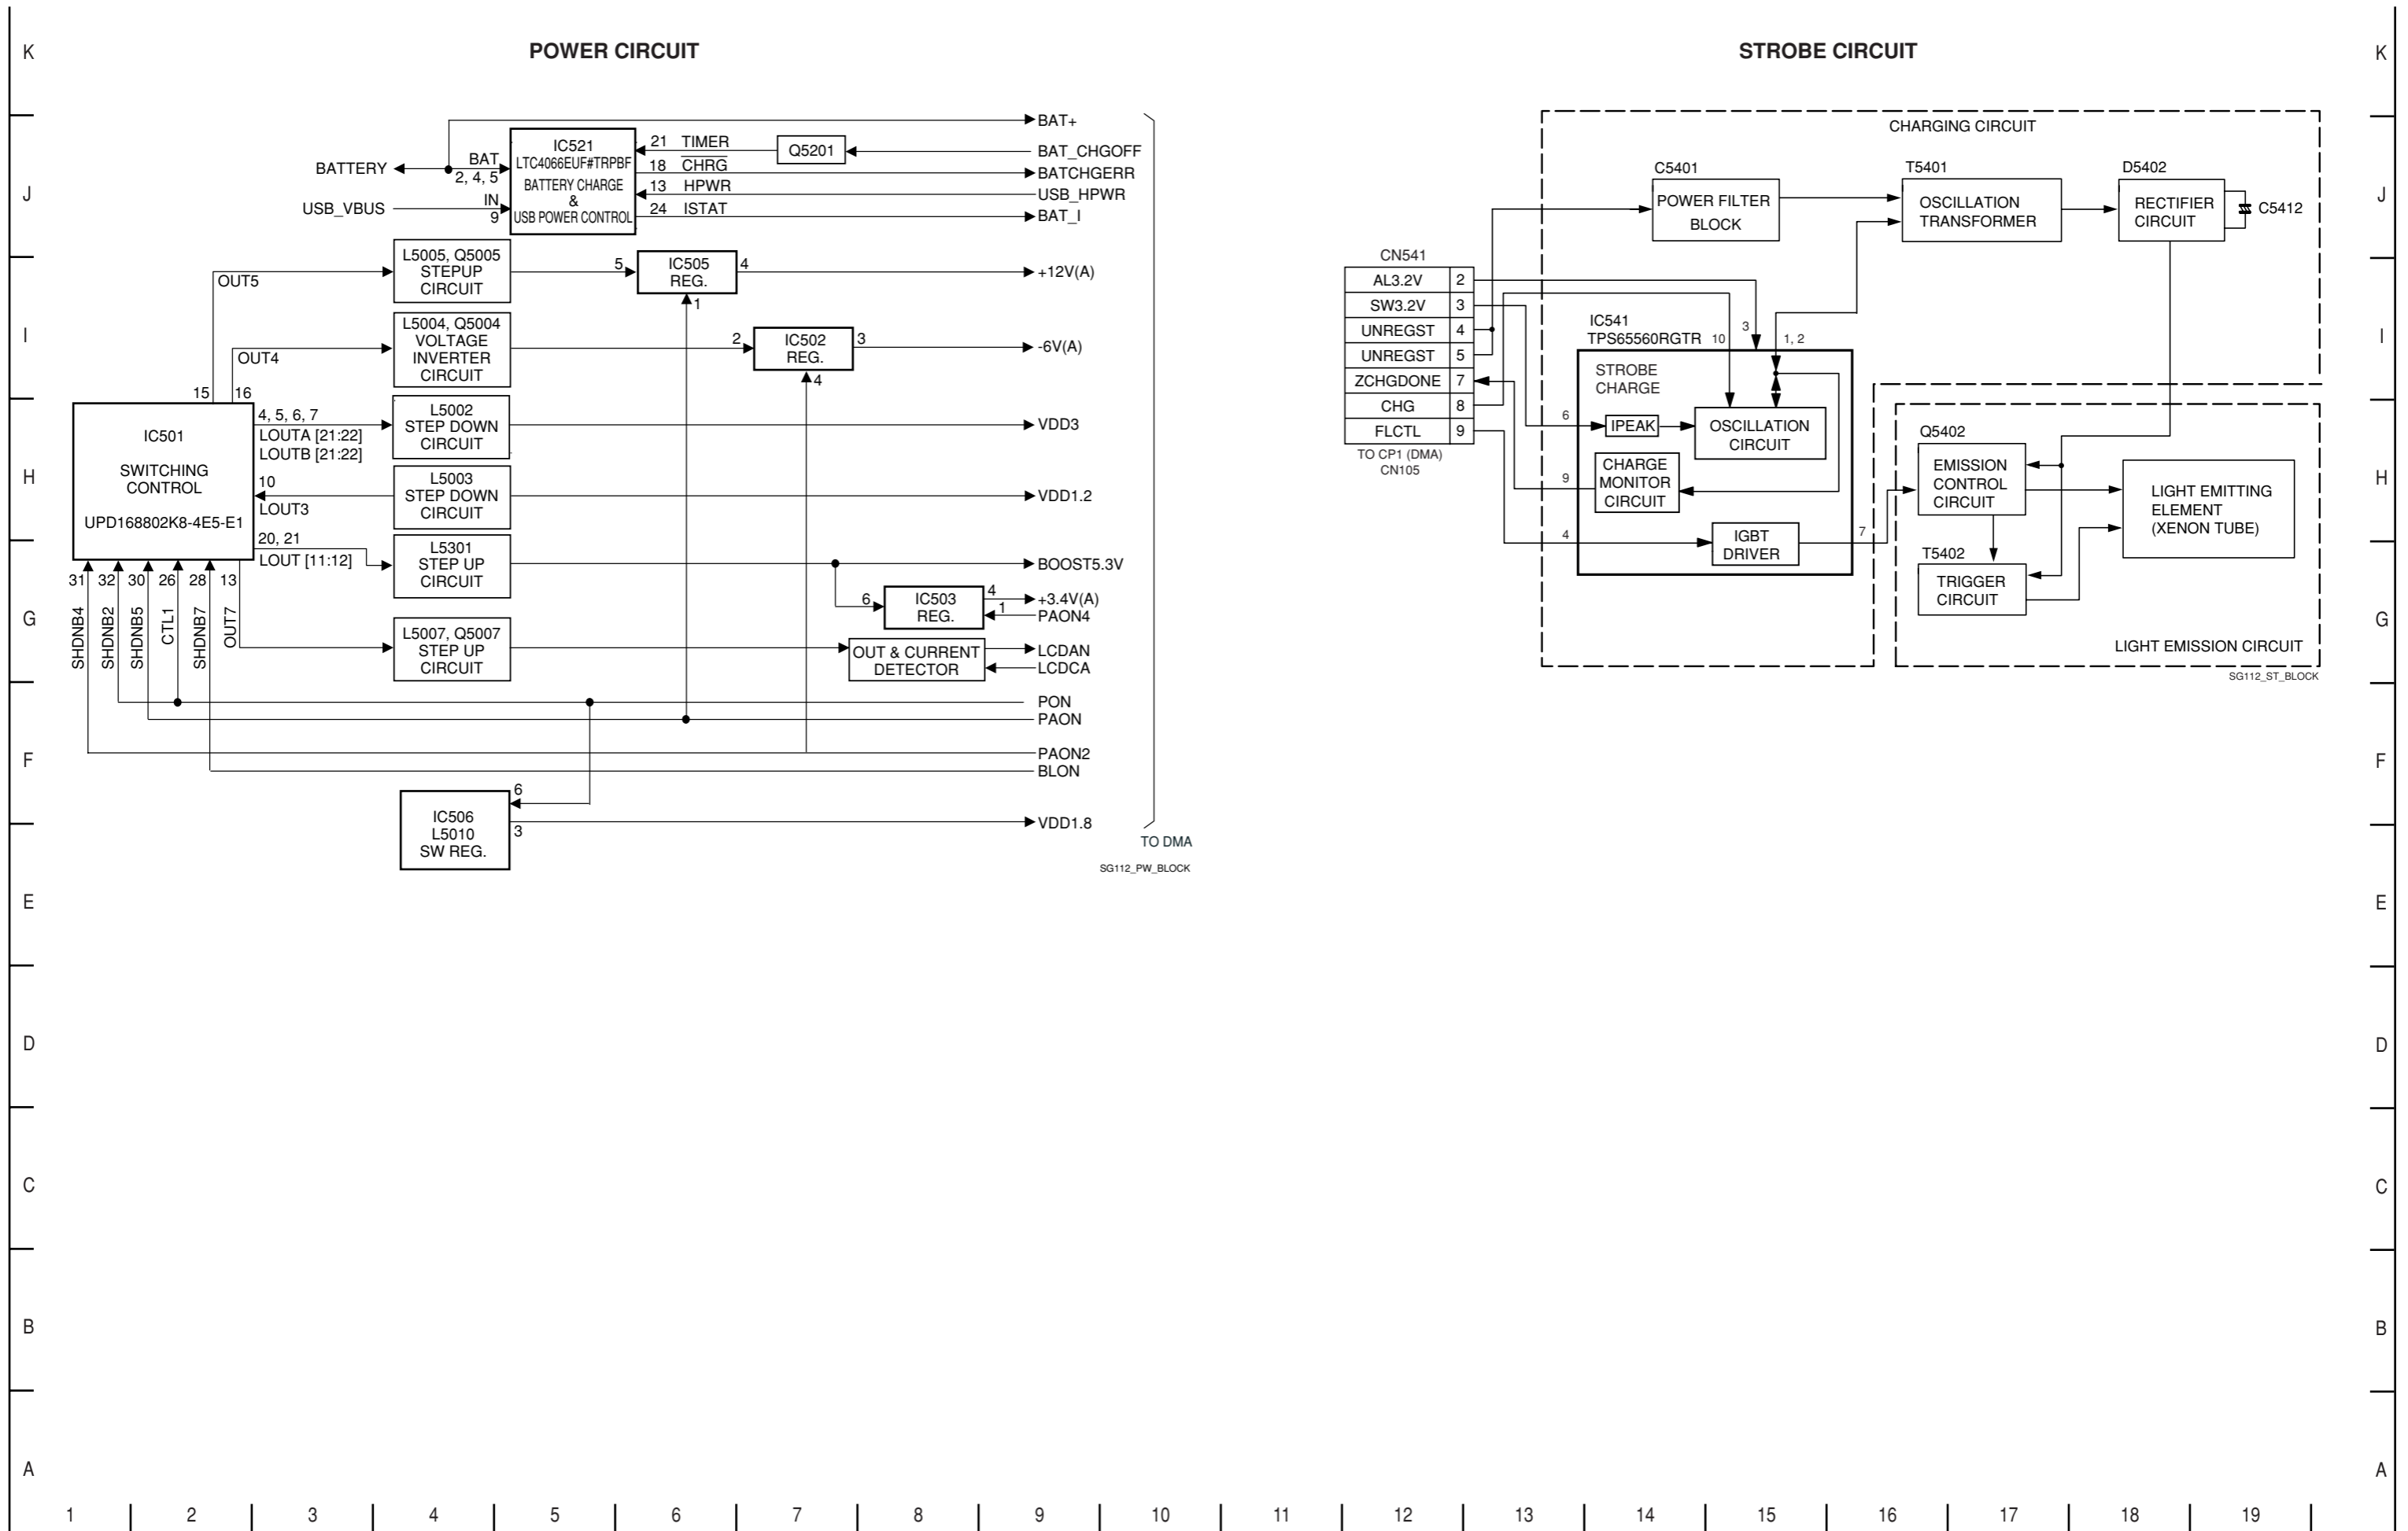 POWER CIRCUIT
STROBE CIRCUIT
K
K
J
J
I
I
H
H
G
G
F
F
E
E
D
D
C
C
B
B
A
A
BAT+
BATTERY
BAT
2, 4, 5
USB_VBUS
IN
9
IC521
LTC4066EUF#TRPBF
BATTERY CHARGE
&
USB POWER CONTROL
21 TIMER
18 CHRG
13 HPWR
24 ISTAT
Q5201
BAT_CHGOFF
BATCHGERR
USB_HPWR
BAT_I
OUT5
L5005, Q5005
STEPUP
CIRCUIT
5
IC505
REG.
4
1
+12V(A)
OUT4
L5004, Q5004
VOLTAGE
INVERTER
CIRCUIT
2
IC502
REG.
3
4
-6V(A)
15
16
IC501
SWITCHING
CONTROL
UPD168802K8-4E5-E1
4, 5, 6, 7
LOUTA [21:22]
LOUTB [21:22]
L5002
STEP DOWN
CIRCUIT
VDD3
10
LOUT3
L5003
STEP DOWN
CIRCUIT
VDD1.2
20, 21
LOUT [11:12]
L5301
STEP UP
CIRCUIT
BOOST5.3V
6
IC503
REG.
4
1
+3.4V(A)
PAON4
31
32
30
26
28
13
SHDNB4
SHDNB2
SHDNB5
CTL1
SHDNB7
OUT7
L5007, Q5007
STEP UP
CIRCUIT
OUT & CURRENT
DETECTOR
LCDAN
LCDCA
PON
PAON
PAON2
BLON
IC506
L5010
SW REG.
6
3
VDD1.8
TO DMA
SG112_PW_BLOCK
CHARGING CIRCUIT
C5401
POWER FILTER
BLOCK
T5401
OSCILLATION
TRANSFORMER
D5402
RECTIFIER
CIRCUIT
C5412
CN541
AL3.2V 2
SW3.2V 3
UNREGST 4
UNREGST 5
ZCHGDONE 7
CHG 8
FLCTL 9
TO CP1 (DMA)
CN105
IC541
TPS65560RGTR
10
3
1, 2
STROBE
CHARGE
6
IPEAK
OSCILLATION
CIRCUIT
9
CHARGE
MONITOR
CIRCUIT
4
IGBT
DRIVER
7
Q5402
EMISSION
CONTROL
CIRCUIT
LIGHT EMITTING
ELEMENT
(XENON TUBE)
T5402
TRIGGER
CIRCUIT
LIGHT EMISSION CIRCUIT
SG112_ST_BLOCK
1 2 3 4 5 6 7 8 9 10 11 12 13 14 15 16 17 18 19